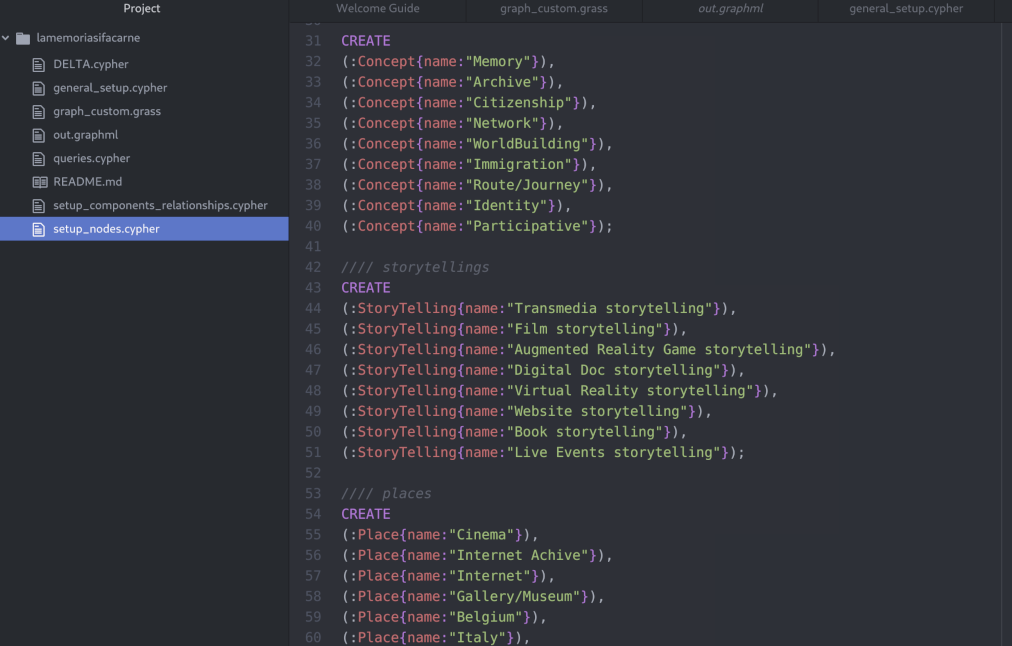 Project
Welcome Guide
graph_custom.grass
out.graphml
general_setup.cypher
lamemoriasifacarne
DELTA.cypher
general_setup.cypher
graph_custom.grass
out.graphml
queries.cypher
README.md
setup_components_relationships.cypher
setup_nodes.cypher
31 CREATE
32 (:Concept{name:"Memory"}),
33 (:Concept{name:"Archive"}),
34 (:Concept{name:"Citizenship"}),
35 (:Concept{name:"Network"}),
36 (:Concept{name:"WorldBuilding"}),
37 (:Concept{name:"Immigration"}),
38 (:Concept{name:"Route/Journey"}),
39 (:Concept{name:"Identity"}),
40 (:Concept{name:"Participative"});
41
42 //// storytellings
43 CREATE
44 (:StoryTelling{name:"Transmedia storytelling"}),
45 (:StoryTelling{name:"Film storytelling"}),
46 (:StoryTelling{name:"Augmented Reality Game storytelling"}),
47 (:StoryTelling{name:"Digital Doc storytelling"}),
48 (:StoryTelling{name:"Virtual Reality storytelling"}),
49 (:StoryTelling{name:"Website storytelling"}),
50 (:StoryTelling{name:"Book storytelling"}),
51 (:StoryTelling{name:"Live Events storytelling"});
52
53 //// places
54 CREATE
55 (:Place{name:"Cinema"}),
56 (:Place{name:"Internet Achive"}),
57 (:Place{name:"Internet"}),
58 (:Place{name:"Gallery/Museum"}),
59 (:Place{name:"Belgium"}),
60 (:Place{name:"Italy"}),